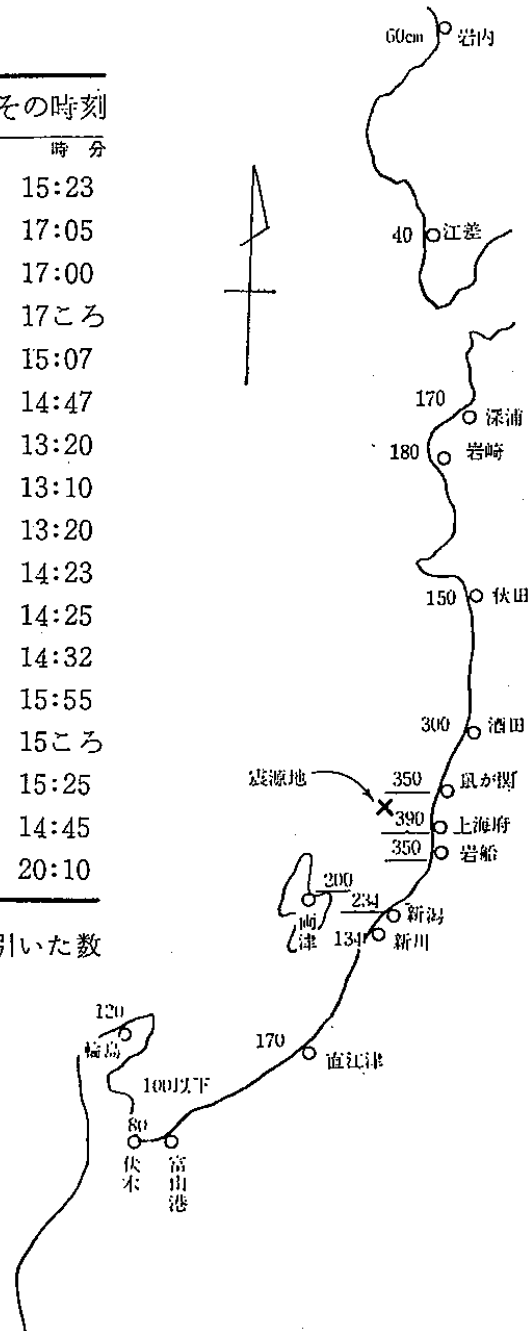 その時刻
時 分
15:23
17:05
17:00
17ころ
15:07
14:47
13:20
13:10
13:20
14:23
14:25
14:32
15:55
15ころ
15:25
14:45
20:10
引いた数
60cm 岩内
40 江差
170 深浦
180 岩崎
150 秋田
300 酒田
震源地
350 鼠が関
390 上海府
350 岩船
200 両津
234 新潟
134 新川
170 直江津
120 輪島
100以下
80 伏木
富山港